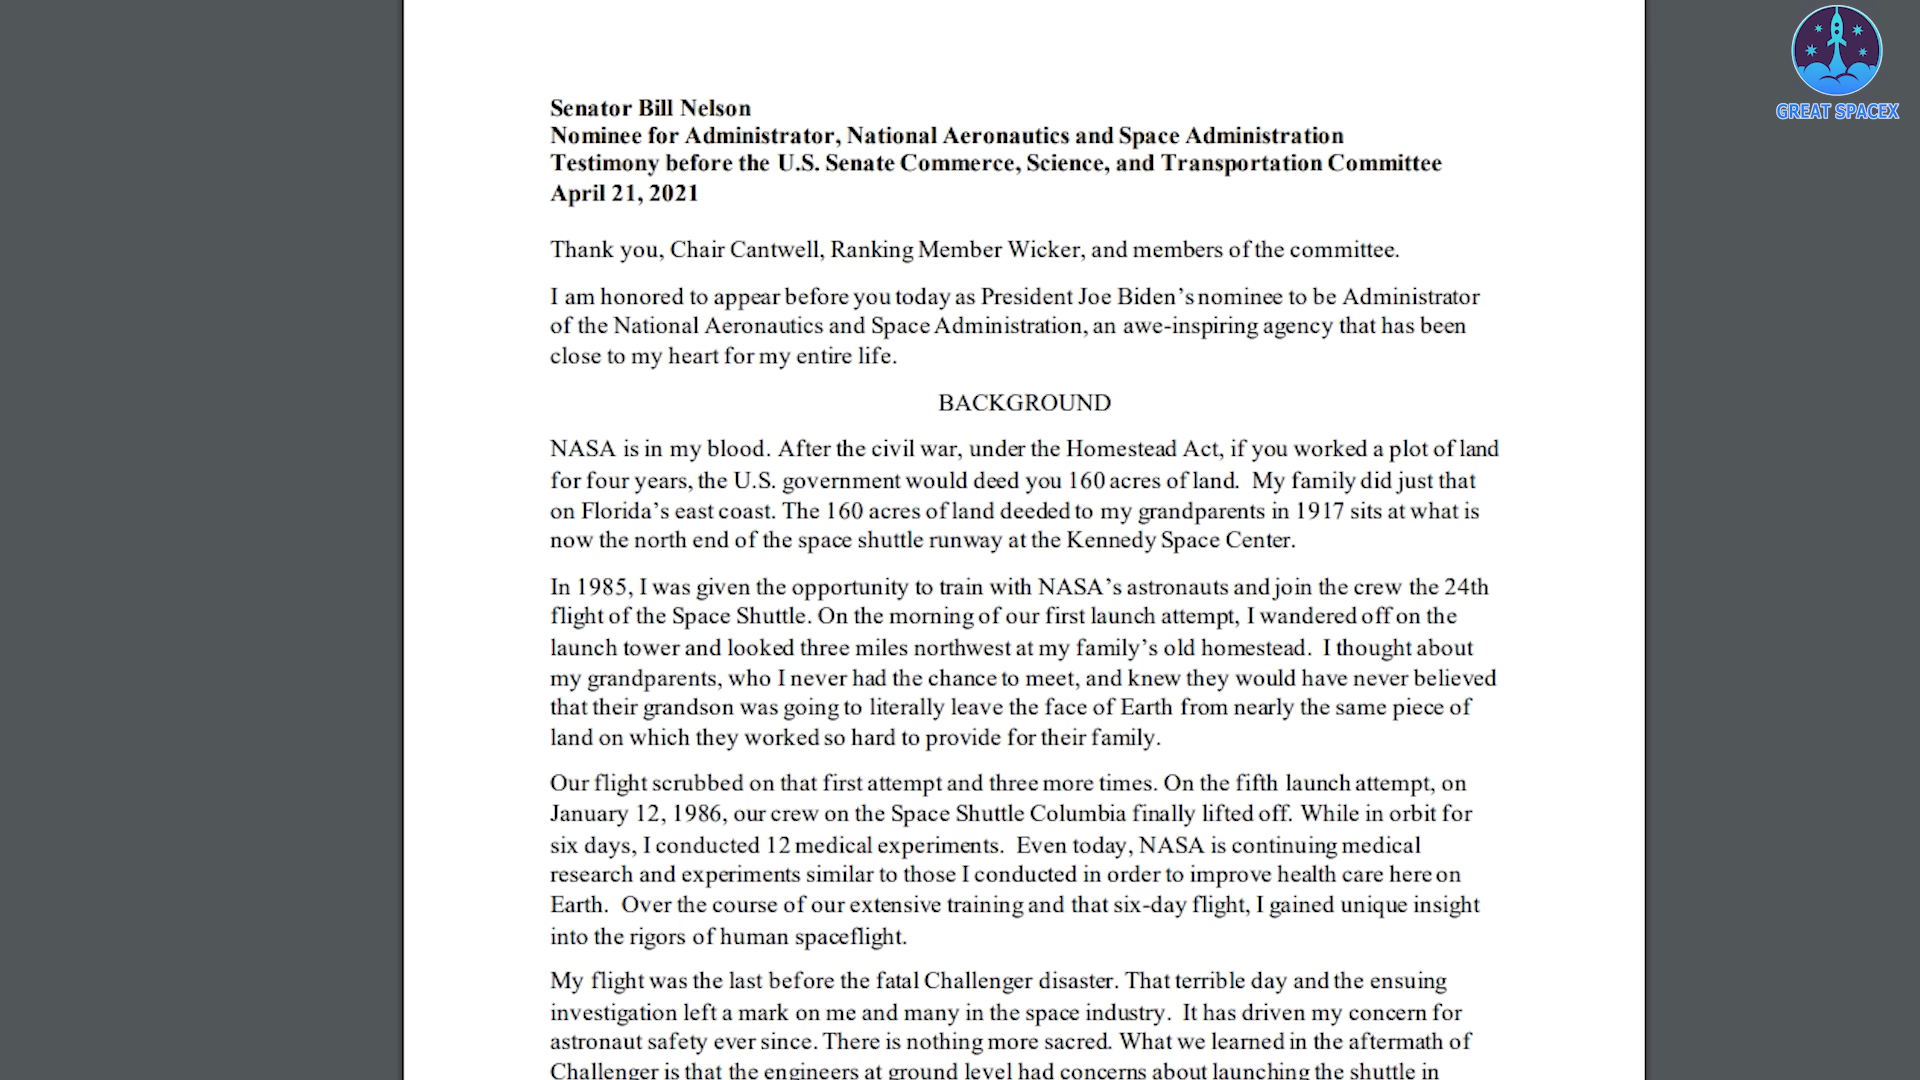 GREAT SPACEX
Senator Bill Nelson
Nominee for Administrator, National Aeronautics and Space Administration
Testimony before the U.S. Senate Commerce, Science, and Transportation Committee
April 21, 2021
Thank you, Chair Cantwell, Ranking Member Wicker, and members of the committee.
I am honored to appear before you today as President Joe Biden’s nominee to be Administrator
of the National Aeronautics and Space Administration, an awe-inspiring agency that has been
close to my heart for my entire life.
BACKGROUND
NASA is in my blood. After the civil war, under the Homestead Act, if you worked a plot of land
for four years, the U.S. government would deed you 160 acres of land. My family did just that
on Florida’s east coast. The 160 acres of land deeded to my grandparents in 1917 sits at what is
now the north end of the space shuttle runway at the Kennedy Space Center.
In 1985, I was given the opportunity to train with NASA’s astronauts and join the crew the 24th
flight of the Space Shuttle. On the morning of our first launch attempt, I wandered off on the
launch tower and looked three miles northwest at my family’s old homestead. I thought about
my grandparents, who I never had the chance to meet, and knew they would have never believed
that their grandson was going to literally leave the face of Earth from nearly the same piece of
land on which they worked so hard to provide for their family.
Our flight scrubbed on that first attempt and three more times. On the fifth launch attempt, on
January 12, 1986, our crew on the Space Shuttle Columbia finally lifted off. While in orbit for
six days, I conducted 12 medical experiments. Even today, NASA is continuing medical
research and experiments similar to those I conducted in order to improve health care here on
Earth. Over the course of our extensive training and that six-day flight, I gained unique insight
into the rigors of human spaceflight.
My flight was the last before the fatal Challenger disaster. That terrible day and the ensuing
investigation left a mark on me and many in the space industry. It has driven my concern for
astronaut safety ever since. There is nothing more sacred. What we learned in the aftermath of
Challenger is that the engineers at ground level had concerns about launching the shuttle in